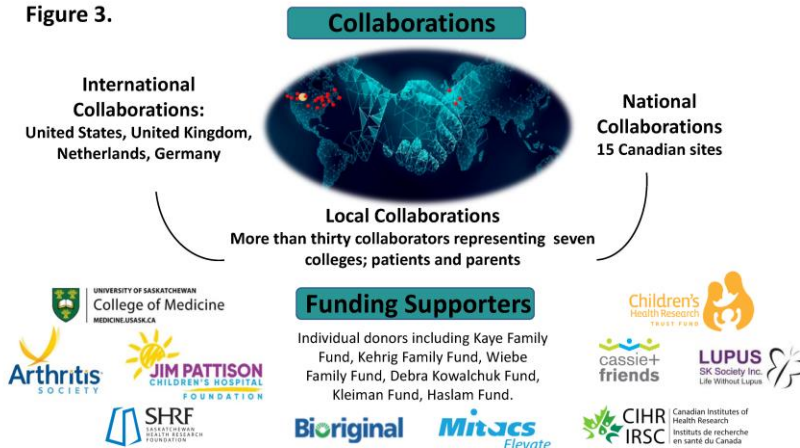 Figure 3.
Collaborations
International
Collaborations:
United States, United Kingdom,
Netherlands, Germany
National
Collaborations
15 Canadian sites
Local Collaborations
More than thirty collaborators representing seven
colleges; patients and parents
UNIVERSITY OF SASKATCHEWAN
College of Medicine
MEDICINE.USASK.CA
Arthritis
SOCIETY
JIM PATTISON
CHILDREN'S HOSPITAL
FOUNDATION
SHRF
SASKATCHEWAN
HEALTH RESEARCH
FOUNDATION
Funding Supporters
Individual donors including Kaye Family
Fund, Kehrig Family Fund, Wiebe
Family Fund, Debra Kowalchuk Fund,
Kleiman Fund, Haslam Fund.
Bioriginal
Mitacs
Elevate
Children's
Health Research
TRUST FUND
cassie+
friends
LUPUS
SK Society Inc.
Life Without Lupus
CIHR
IRSC
Canadian Institutes of
Health Research
Instituts de recherche
en santé du Canada